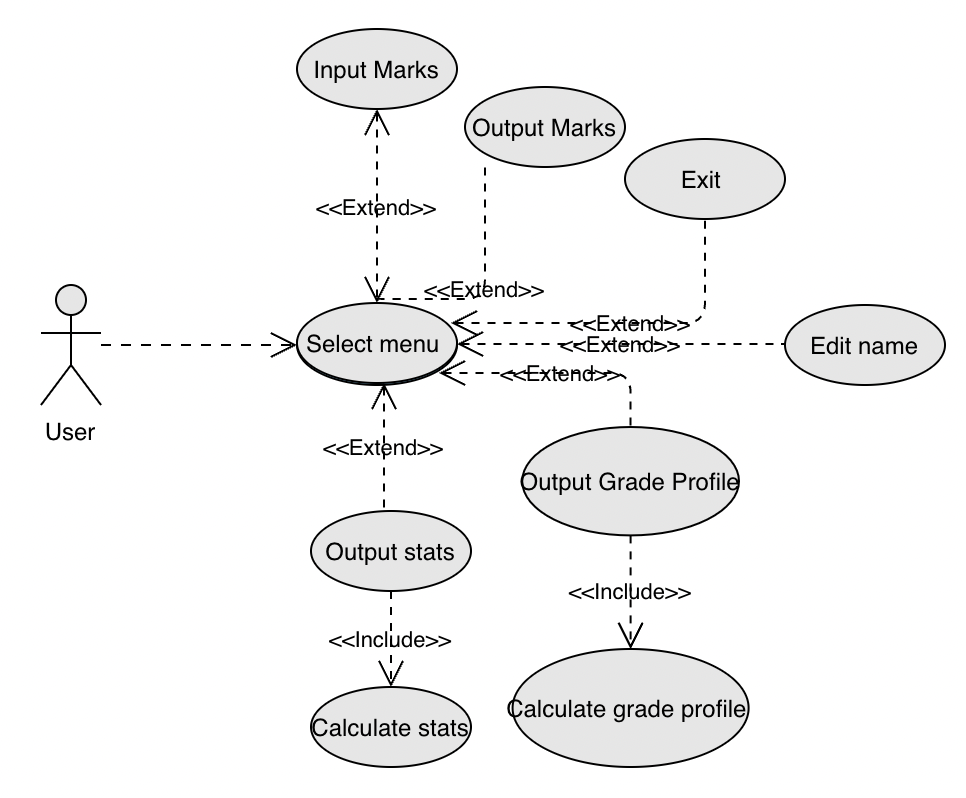 Input Marks
Output Marks
Exit
<<Extend>>
<<Extend>>
<<Extend>>
Select menu
<<Extend>>
Edit name
<<Extend>>
User
<<Extend>>
Output Grade Profile
Output stats
<<Include>>
<<Include>>
Calculate grade profile
Calculate stats